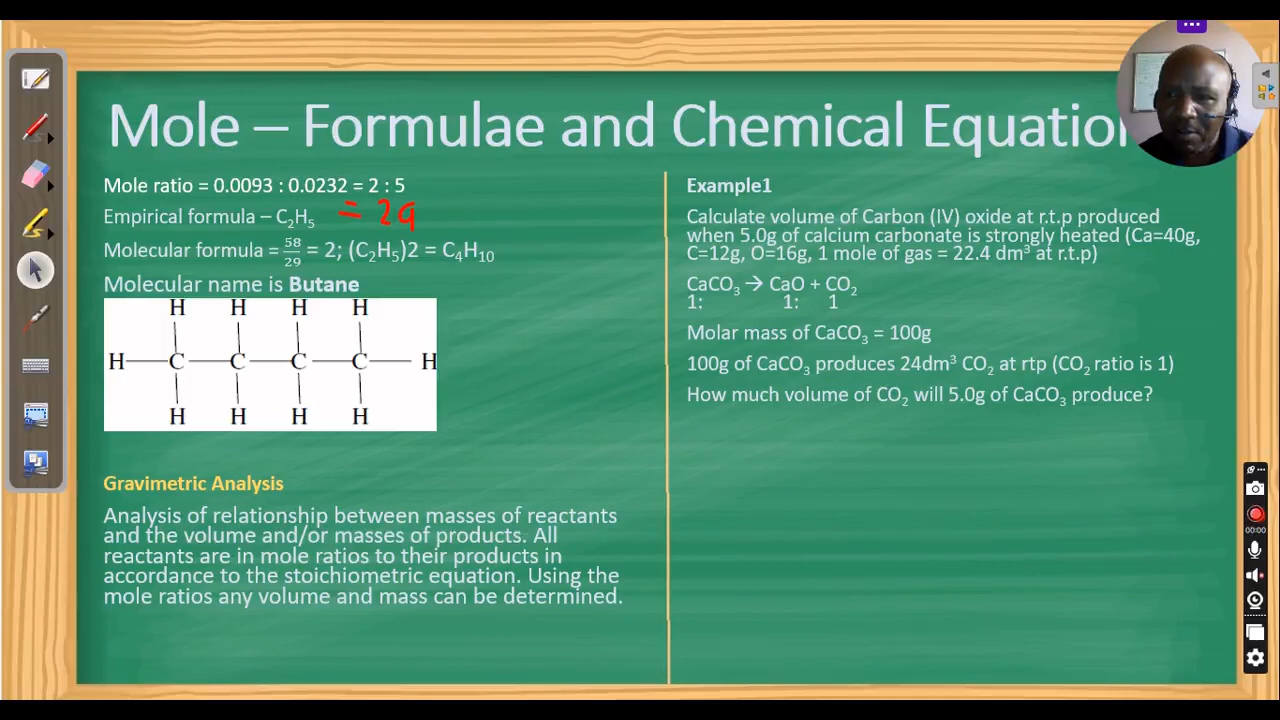 Mole – Formulae and Chemical Equation
Mole ratio = 0.0093 : 0.0232 = 2 : 5
Empirical formula – C₂H₅ = 29
Molecular formula = 58/29 = 2; (C₂H₅)2 = C₄H₁₀
Molecular name is Butane
H H H H
H C C C C H
H H H H
Gravimetric Analysis
Analysis of relationship between masses of reactants
and the volume and/or masses of products. All
reactants are in mole ratios to their products in
accordance to the stoichiometric equation. Using the
mole ratios any volume and mass can be determined.
Example1
Calculate volume of Carbon (IV) oxide at r.t.p produced
when 5.0g of calcium carbonate is strongly heated (Ca=40g,
C=12g, O=16g, 1 mole of gas = 22.4 dm³ at r.t.p)
CaCO₃ → CaO + CO₂
1: 1: 1
Molar mass of CaCO₃ = 100g
100g of CaCO₃ produces 24dm³ CO₂ at rtp (CO₂ ratio is 1)
How much volume of CO₂ will 5.0g of CaCO₃ produce?
00:00